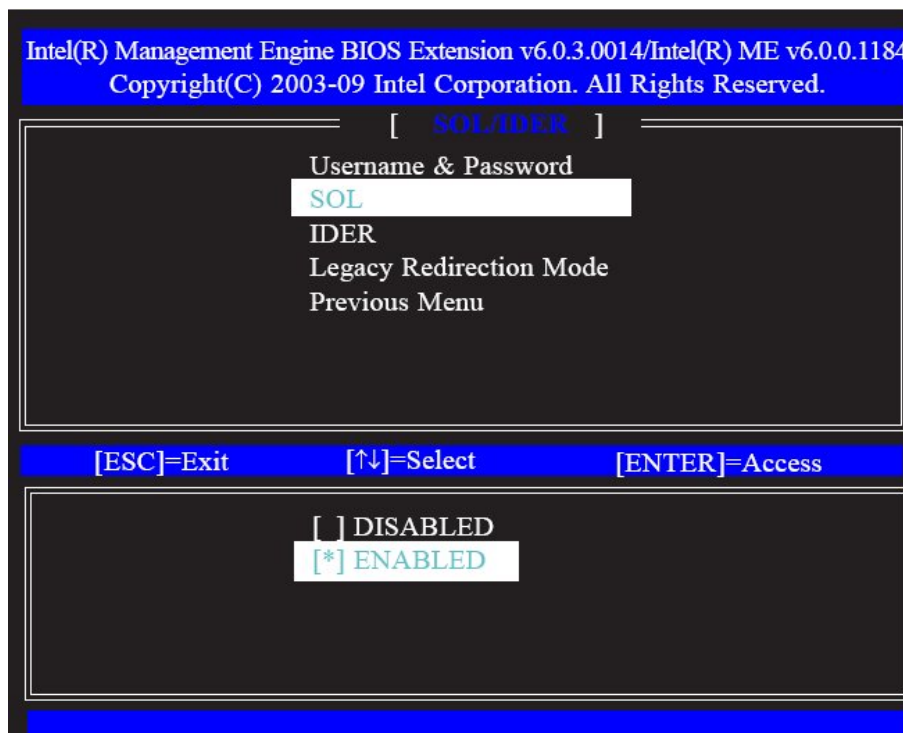 Intel(R) Management Engine BIOS Extension v6.0.3.0014/Intel(R) ME v6.0.0.1184
Copyright(C) 2003-09 Intel Corporation. All Rights Reserved.
[ SOL/IDER ]
Username & Password
SOL
IDER
Legacy Redirection Mode
Previous Menu
[ESC]=Exit [↑↓]=Select [ENTER]=Access
[ ] DISABLED
[*] ENABLED